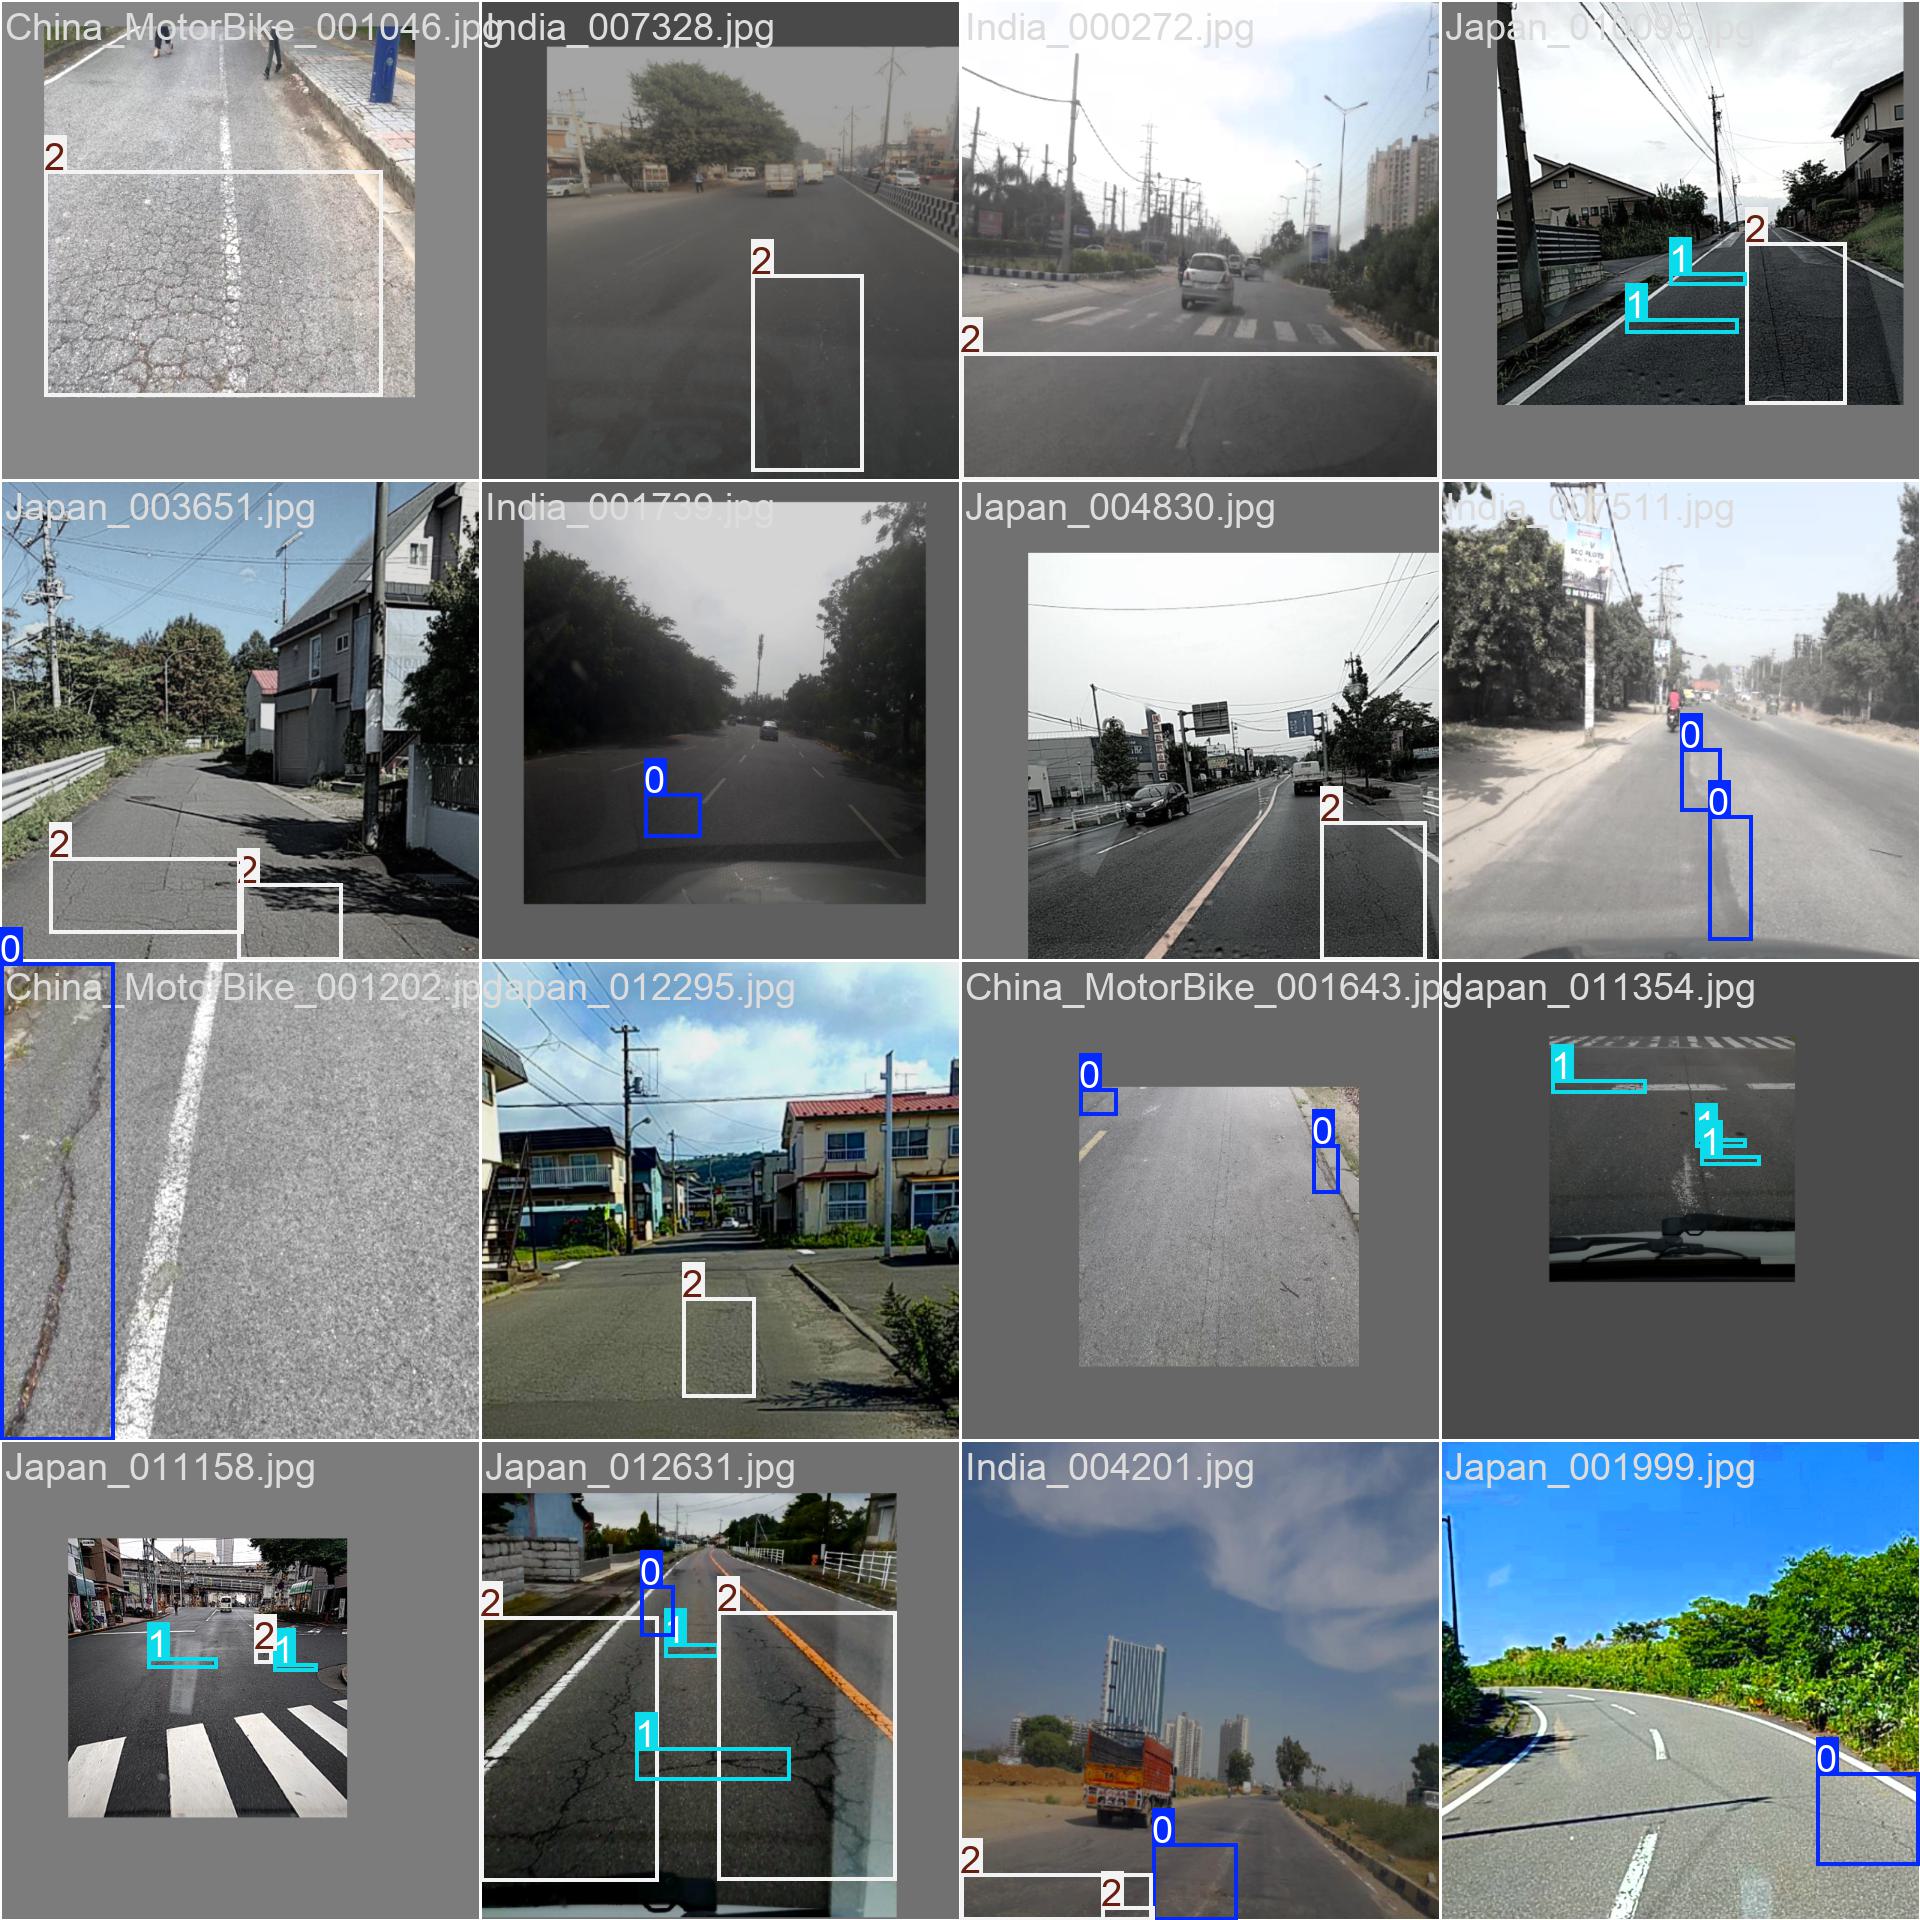 China_MotorBike_001046.jpg
India_007328.jpg
India_000272.jpg
Japan_010095.jpg
2
2
2
1
2
1
Japan_003651.jpg
India_001739.jpg
Japan_004830.jpg
India_007511.jpg
0
0
2
0
2
2
0
China_MotorBike_001202.jpg
Japan_012295.jpg
China_MotorBike_001643.jpg
Japan_011354.jpg
0
1
0
1
1
2
Japan_011158.jpg
Japan_012631.jpg
India_004201.jpg
Japan_001999.jpg
1
2
1
0
2
2
1
1
0
0
2
2